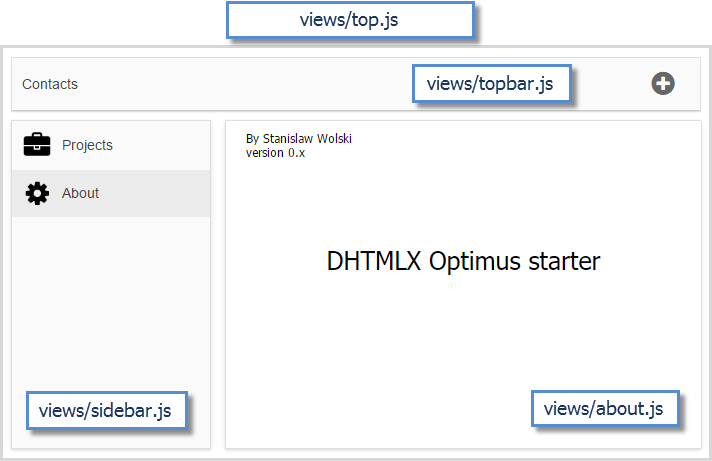 views/top.js
Contacts
views/topbar.js
Projects
About
By Stanislaw Wolski
version 0.x
DHTMLX Optimus starter
views/sidebar.js
views/about.js